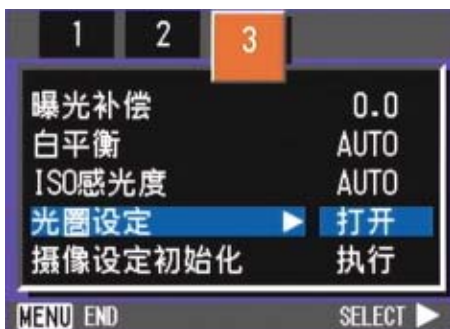 1 2 3
曝光补偿 0.0
白平衡 AUTO
ISO感光度 AUTO
光圈设定 ▶ 打开
摄像设定初始化 执行
MENU END SELECT ▶